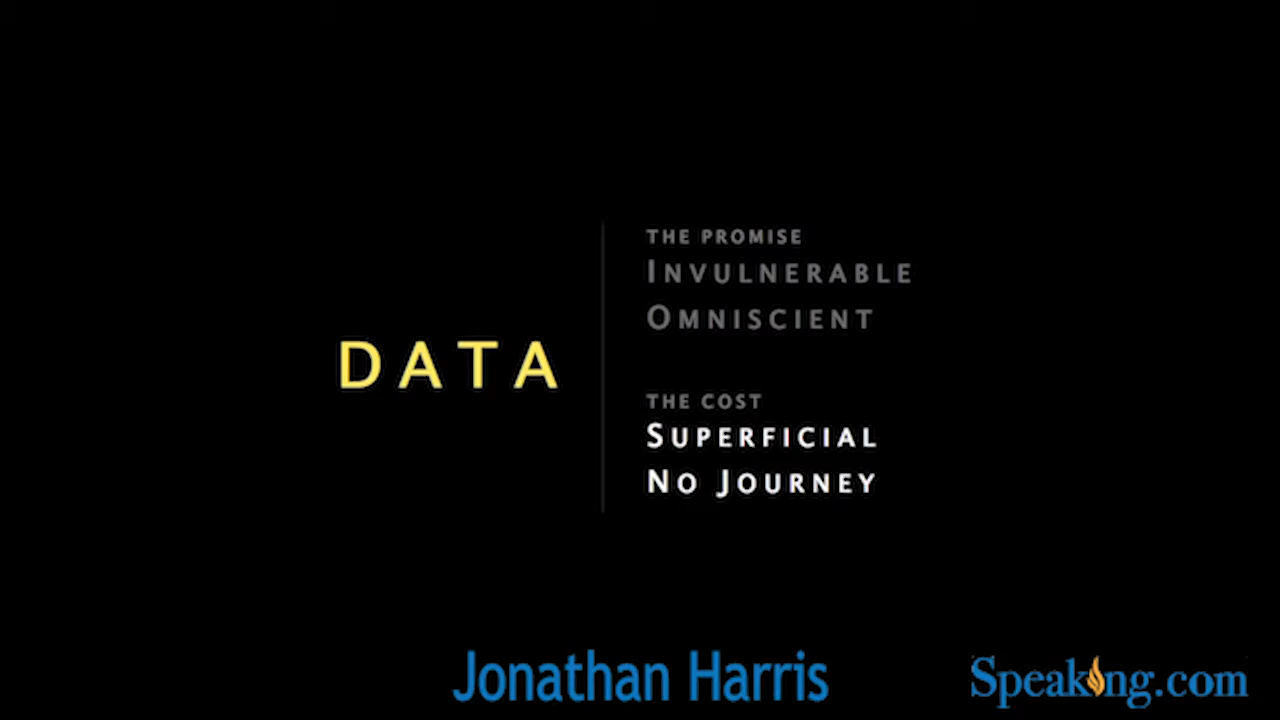 DATA
THE PROMISE
INVULNERABLE
OMNISCIENT
THE COST
SUPERFICIAL
NO JOURNEY
Jonathan Harris
Speaking.com